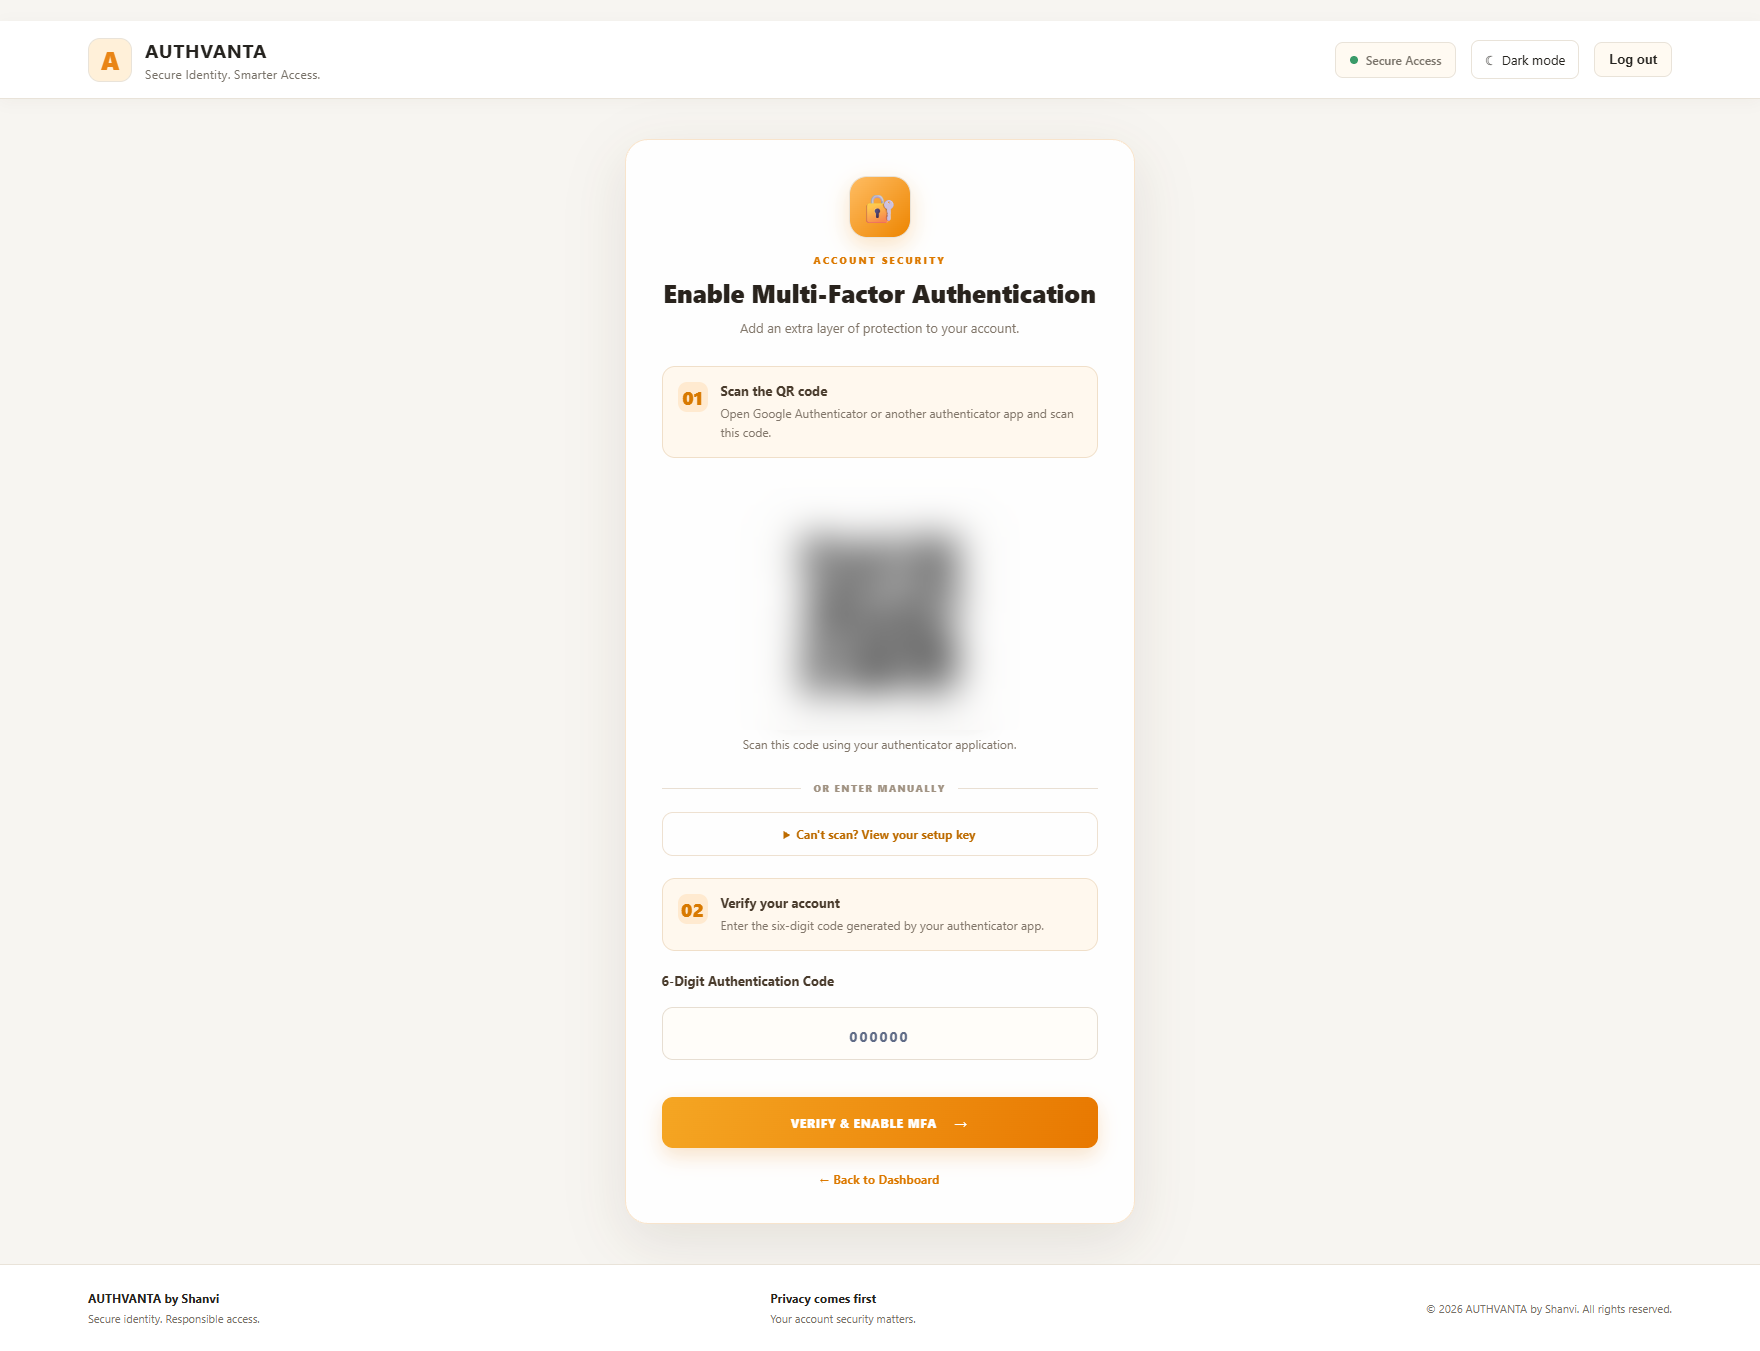 A
AUTHVANTA
Secure Identity. Smarter Access.
Secure Access
☾ Dark mode
Log out
ACCOUNT SECURITY
Enable Multi-Factor Authentication
Add an extra layer of protection to your account.
01
Scan the QR code
Open Google Authenticator or another authenticator app and scan
this code.
Scan this code using your authenticator application.
OR ENTER MANUALLY
▶ Can't scan? View your setup key
02
Verify your account
Enter the six-digit code generated by your authenticator app.
6-Digit Authentication Code
000000
VERIFY & ENABLE MFA →
← Back to Dashboard
AUTHVANTA by Shanvi
Secure identity. Responsible access.
Privacy comes first
Your account security matters.
© 2026 AUTHVANTA by Shanvi. All rights reserved.